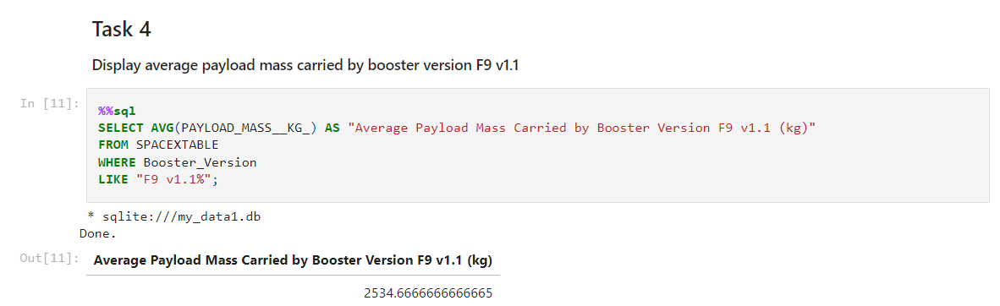 Task 4
Display average payload mass carried by booster version F9 v1.1
In [11]:
%%sql
SELECT AVG(PAYLOAD_MASS__KG_) AS "Average Payload Mass Carried by Booster Version F9 v1.1 (kg)"
FROM SPACEXTABLE
WHERE Booster_Version
LIKE "F9 v1.1%";
* sqlite:///my_data1.db
Done.
Out[11]:
Average Payload Mass Carried by Booster Version F9 v1.1 (kg)
2534.6666666666665